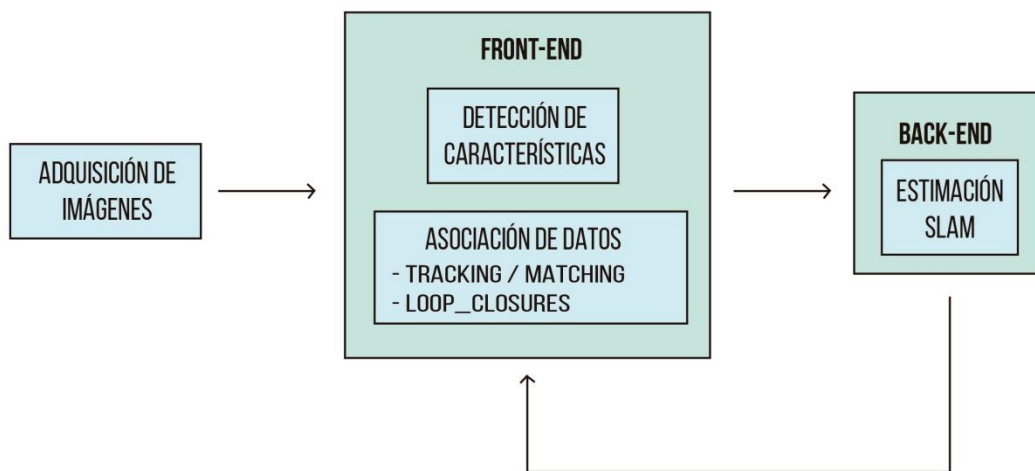 ADQUISICIÓN DE
IMÁGENES
FRONT-END
DETECCIÓN DE
CARACTERÍSTICAS
ASOCIACIÓN DE DATOS
- TRACKING / MATCHING
- LOOP_CLOSURES
BACK-END
ESTIMACIÓN
SLAM